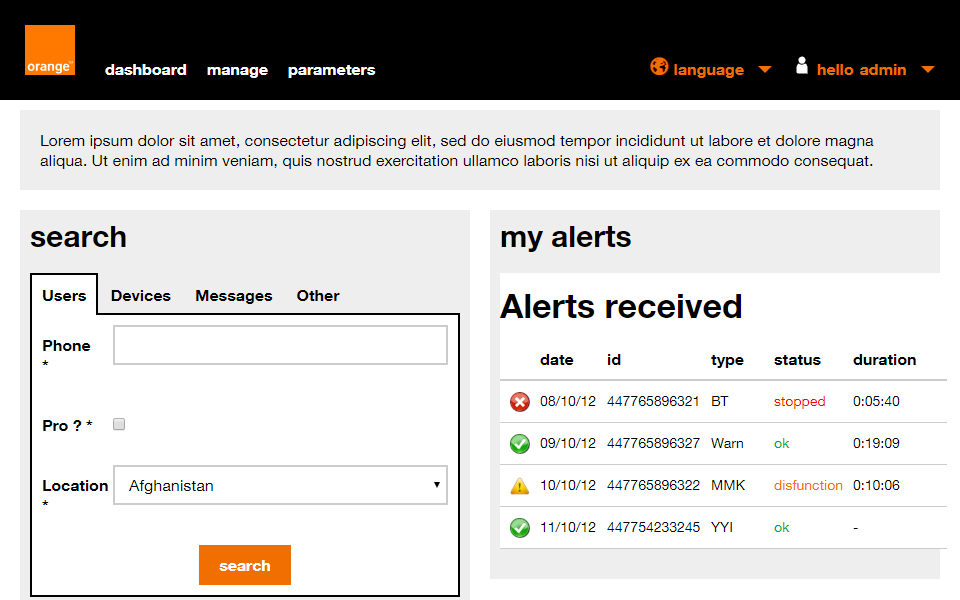 orange™
dashboard manage parameters
language hello admin
Lorem ipsum dolor sit amet, consectetur adipiscing elit, sed do eiusmod tempor incididunt ut labore et dolore magna
aliqua. Ut enim ad minim veniam, quis nostrud exercitation ullamco laboris nisi ut aliquip ex ea commodo consequat.
search
Users Devices Messages Other
Phone
*
Pro ? *
Location
*
Afghanistan
search
my alerts
Alerts received
date id type status duration
08/10/12 447765896321 BT stopped 0:05:40
09/10/12 447765896327 Warn ok 0:19:09
10/10/12 447765896322 MMK disfunction 0:10:06
11/10/12 447754233245 YYI ok -